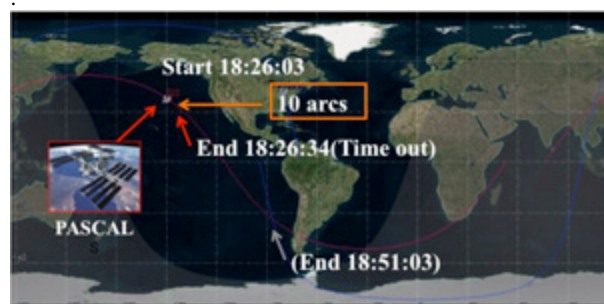 Start 18:26:03
10 arcs
End 18:26:34(Time out)
PASCAL
S
(End 18:51:03)